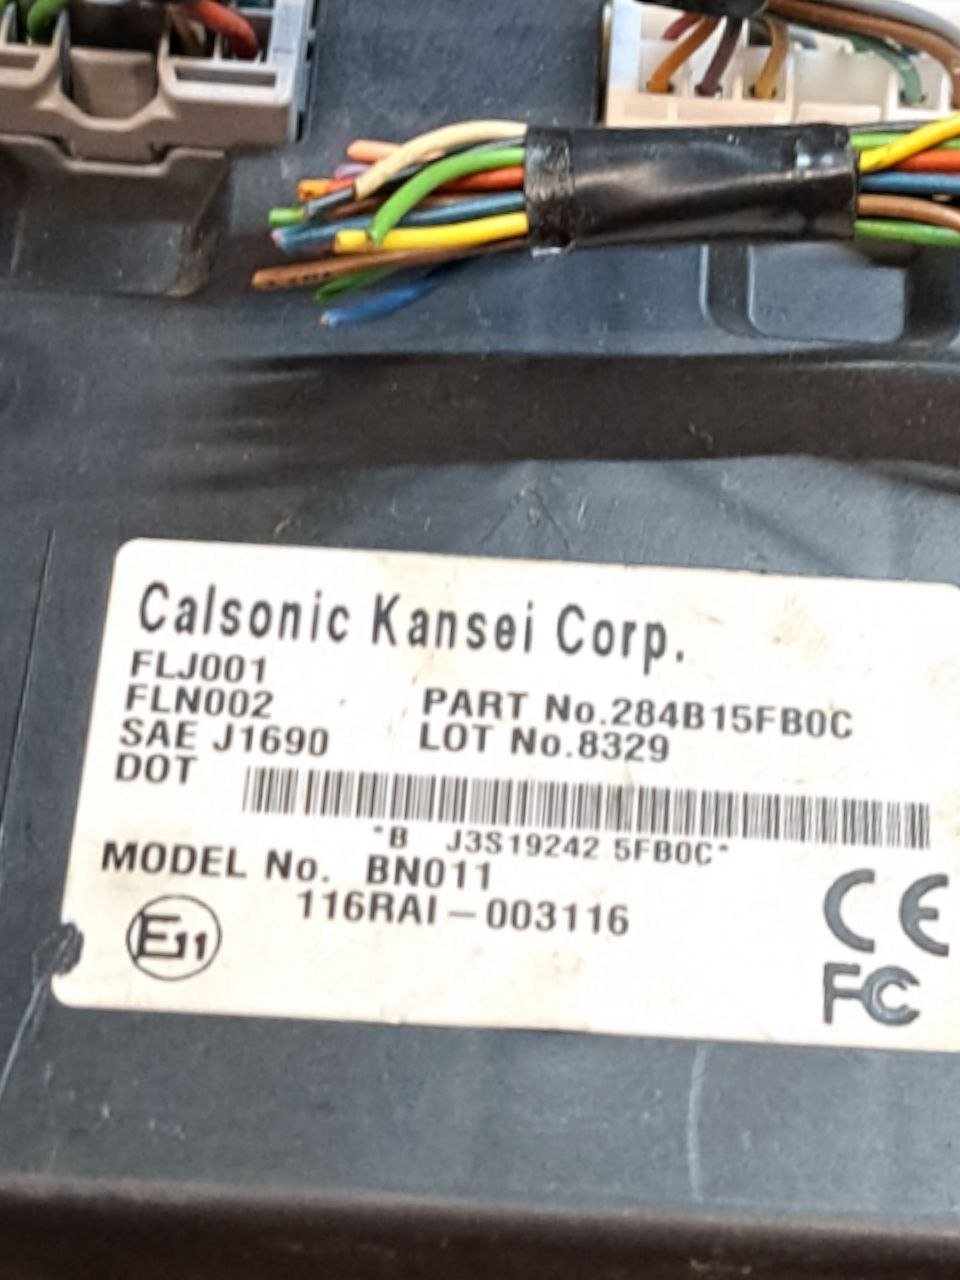 Calsonic Kansei Corp.
FLJ001
FLN002 PART No.284B15FB0C
SAE J1690 LOT No.8329
DOT
*B J3S19242 5FB0C*
MODEL No. BN011
116RAI-003116
E11
CE
FC